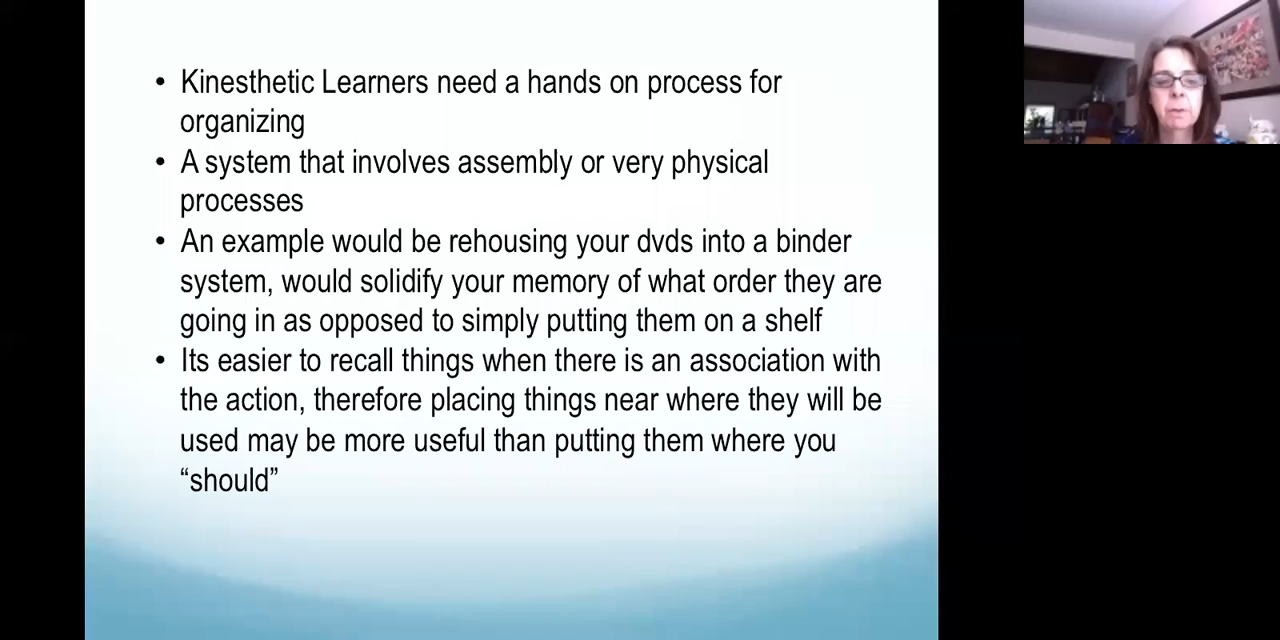 • Kinesthetic Learners need a hands on process for
organizing
• A system that involves assembly or very physical
processes
• An example would be rehousing your dvds into a binder
system, would solidify your memory of what order they are
going in as opposed to simply putting them on a shelf
• Its easier to recall things when there is an association with
the action, therefore placing things near where they will be
used may be more useful than putting them where you
“should”